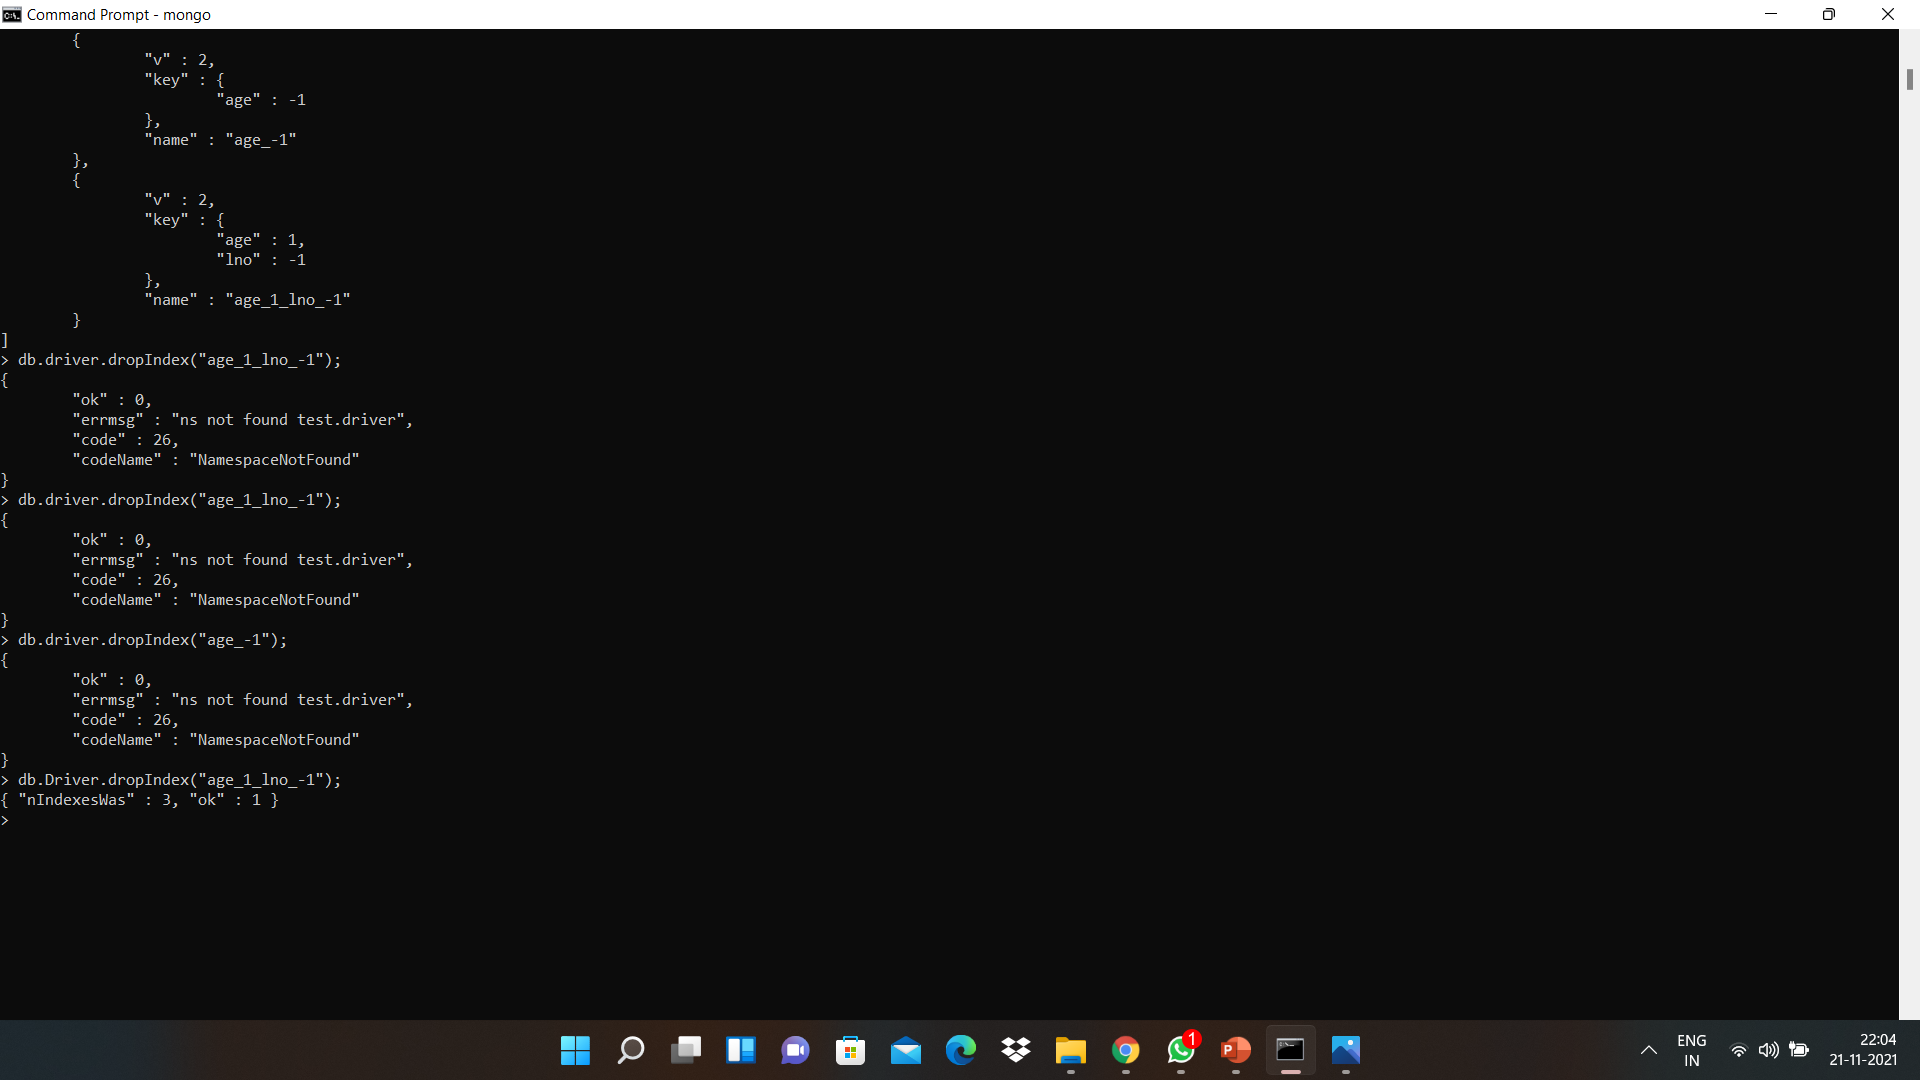 Command Prompt - mongo
        {
                "v" : 2,
                "key" : {
                        "age" : -1
                },
                "name" : "age_-1"
        },
        {
                "v" : 2,
                "key" : {
                        "age" : 1,
                        "lno" : -1
                },
                "name" : "age_1_lno_-1"
        }
]
> db.driver.dropIndex("age_1_lno_-1");
{
        "ok" : 0,
        "errmsg" : "ns not found test.driver",
        "code" : 26,
        "codeName" : "NamespaceNotFound"
}
> db.driver.dropIndex("age_1_lno_-1");
{
        "ok" : 0,
        "errmsg" : "ns not found test.driver",
        "code" : 26,
        "codeName" : "NamespaceNotFound"
}
> db.driver.dropIndex("age_-1");
{
        "ok" : 0,
        "errmsg" : "ns not found test.driver",
        "code" : 26,
        "codeName" : "NamespaceNotFound"
}
> db.Driver.dropIndex("age_1_lno_-1");
{ "nIndexesWas" : 3, "ok" : 1 }
>
1
P
ENG
IN
22:04
21-11-2021